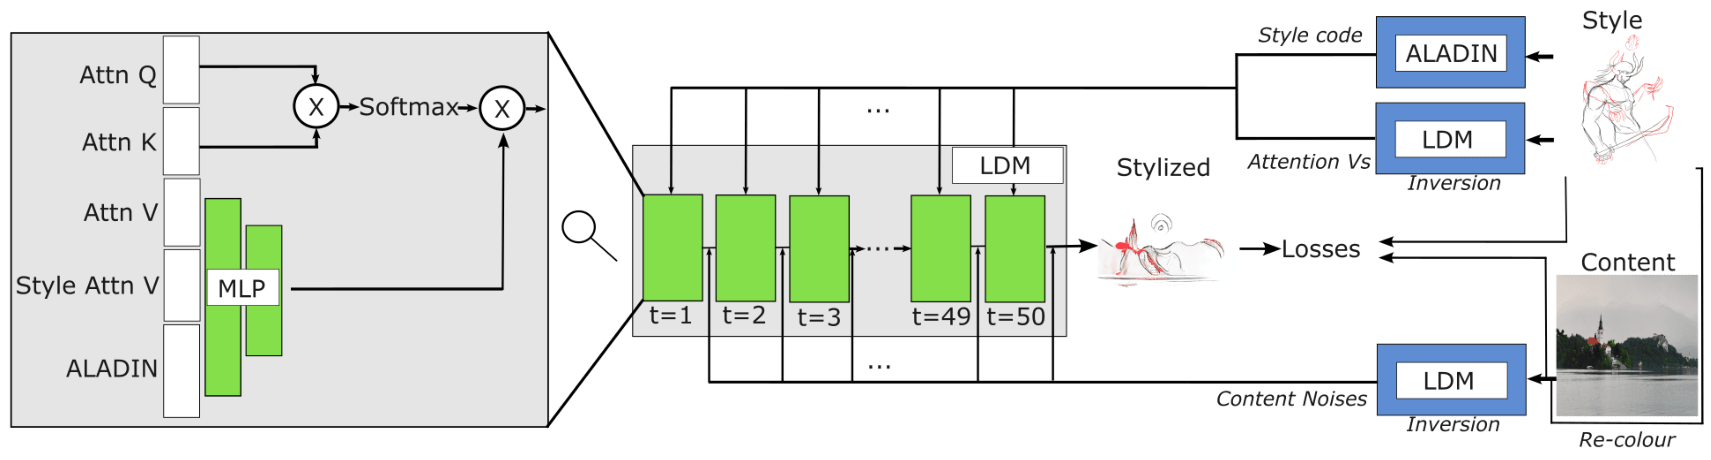 Attn Q
Attn K
Attn V
Style Attn V
ALADIN
MLP
X
Softmax
X
LDM
t=1
t=2
t=3
t=49
t=50
...
...
...
Style code
Attention Vs
ALADIN
LDM
Inversion
Style
Stylized
Losses
Content
Content Noises
LDM
Inversion
Re-colour